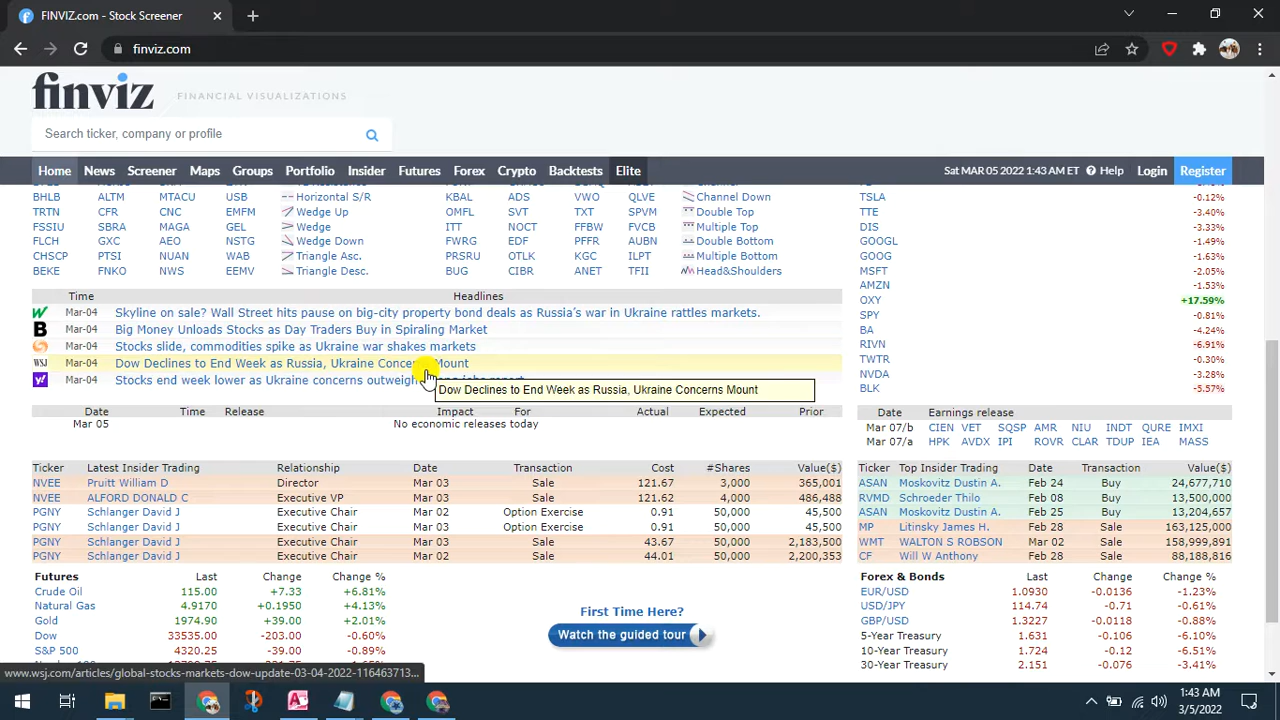 FINVIZ.com - Stock Screener
finviz.com
finviz FINANCIAL VISUALIZATIONS
Search ticker, company or profile
Home News Screener Maps Groups Portfolio Insider Futures Forex Crypto Backtests Elite Sat MAR 05 2022 1:43 AM ET Help Login Register
BHLB ALTM MTACU USB Horizontal S/R KBAL ADS VWO QLVE Channel Down TSLA -0.12%
TRTN CFR CNC EMFM Wedge Up OMFL SVT TXT SPVM Double Top TTE -3.40%
FSSIU SBRA MAGA GEL Wedge ITT NOCT FFBW FVCB Multiple Top DIS -3.33%
FLCH GXC AEO NSTG Wedge Down FWRG EDF PFFR AUBN Double Bottom GOOGL -1.49%
CHSCP PTSI NUAN WAB Triangle Asc. PRSRU OTLK KGC ILPT Multiple Bottom GOOG -1.63%
BEKE FNKO NWS EEMV Triangle Desc. BUG CIBR ANET TFII Head&Shoulders MSFT -2.05%
AMZN -1.53%
OXY +17.59%
SPY -0.81%
BA -4.24%
RIVN -6.91%
TWTR -0.30%
NVDA -3.28%
BLK -5.57%
Time Headlines
Mar-04 Skyline on sale? Wall Street hits pause on big-city property bond deals as Russia's war in Ukraine rattles markets.
B Mar-04 Big Money Unloads Stocks as Day Traders Buy in Spiraling Market
Mar-04 Stocks slide, commodities spike as Ukraine war shakes markets
WSJ Mar-04 Dow Declines to End Week as Russia, Ukraine Concerns Mount
y! Mar-04 Stocks end week lower as Ukraine concerns outweigh
Dow Declines to End Week as Russia, Ukraine Concerns Mount
Date Time Release Impact For Actual Expected Prior
Mar 05 No economic releases today
Date Earnings release
Mar 07/b CIEN VET SQSP AMR NIU INDT QURE IMXI
Mar 07/a HPK AVDX IPI ROVR CLAR TDUP IEA MASS
Ticker Latest Insider Trading Relationship Date Transaction Cost #Shares Value($)
NVEE Pruitt William D Director Mar 03 Sale 121.67 3,000 365,001
NVEE ALFORD DONALD C Executive VP Mar 03 Sale 121.62 4,000 486,488
PGNY Schlanger David J Executive Chair Mar 02 Option Exercise 0.91 50,000 45,500
PGNY Schlanger David J Executive Chair Mar 03 Option Exercise 0.91 50,000 45,500
PGNY Schlanger David J Executive Chair Mar 03 Sale 43.67 50,000 2,183,500
PGNY Schlanger David J Executive Chair Mar 02 Sale 44.01 50,000 2,200,353
Ticker Top Insider Trading Date Transaction Value($)
ASAN Moskovitz Dustin A. Feb 24 Buy 24,677,710
RVMD Schroeder Thilo Feb 28 Buy 13,500,000
ASAN Moskovitz Dustin A. Feb 25 Buy 13,204,657
MP Litinsky James H. Feb 28 Sale 163,125,000
WMT WALTON S ROBSON Mar 02 Sale 158,999,891
CF Will W Anthony Feb 28 Sale 88,188,816
Futures Last Change Change %
Crude Oil 115.00 +7.33 +6.81%
Natural Gas 4.9170 +0.1950 +4.13%
Gold 1974.90 +39.00 +2.01%
Dow 33535.00 -203.00 -0.60%
S&P 500 4320.25 -39.00 -0.89%
First Time Here?
Watch the guided tour
Forex & Bonds Last Change Change %
EUR/USD 1.0930 -0.0136 -1.23%
USD/JPY 114.74 -0.71 -0.61%
GBP/USD 1.3227 -0.0118 -0.88%
5-Year Treasury 1.631 -0.106 -6.10%
10-Year Treasury 1.724 -0.12 -6.51%
30-Year Treasury 2.151 -0.076 -3.41%
www.wsj.com/articles/global-stocks-markets-dow-update-03-04-2022-116463713...
1:43 AM
3/5/2022